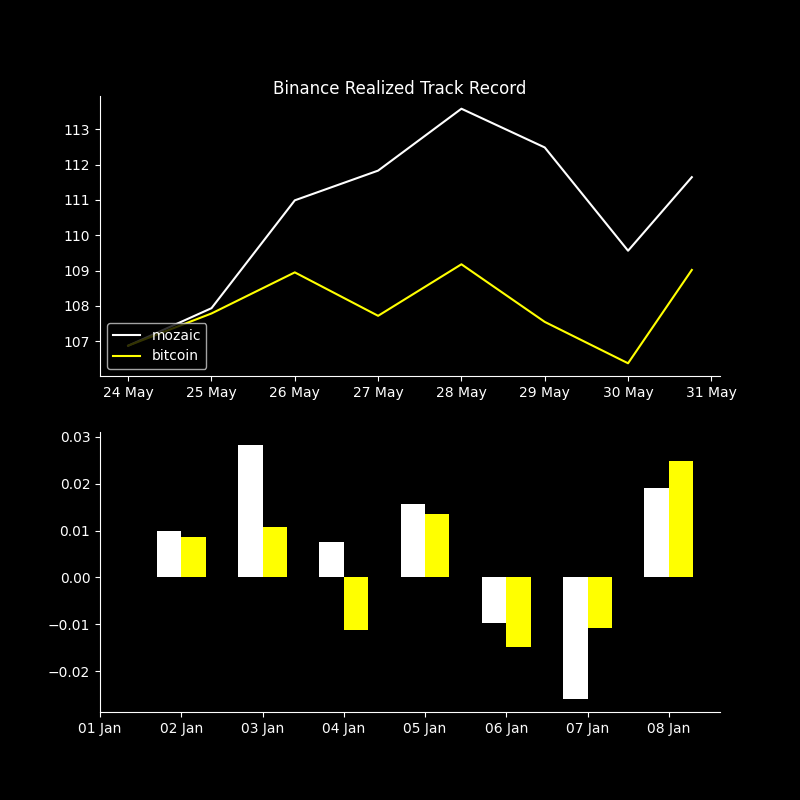 Binance Realized Track Record
113
112
111
110
109
108
107
mozaic
bitcoin
24 May 25 May 26 May 27 May 28 May 29 May 30 May 31 May
0.03
0.02
0.01
0.00
−0.01
−0.02
01 Jan 02 Jan 03 Jan 04 Jan 05 Jan 06 Jan 07 Jan 08 Jan